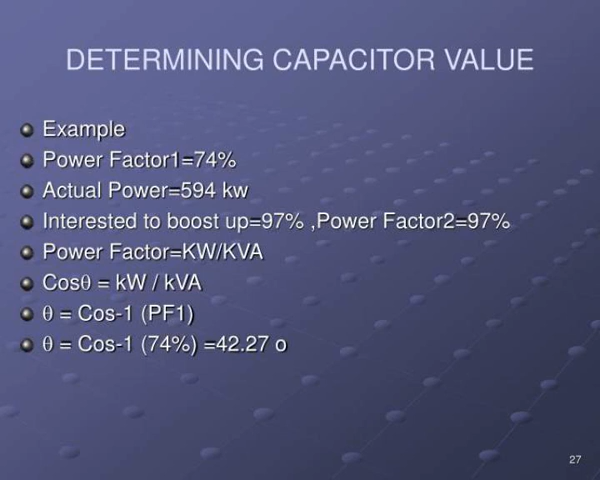 DETERMINING CAPACITOR VALUE
Example
Power Factor1=74%
Actual Power=594 kw
Interested to boost up=97% ,Power Factor2=97%
Power Factor=KW/KVA
Cosθ = kW / kVA
θ = Cos-1 (PF1)
θ = Cos-1 (74%) =42.27 o
27